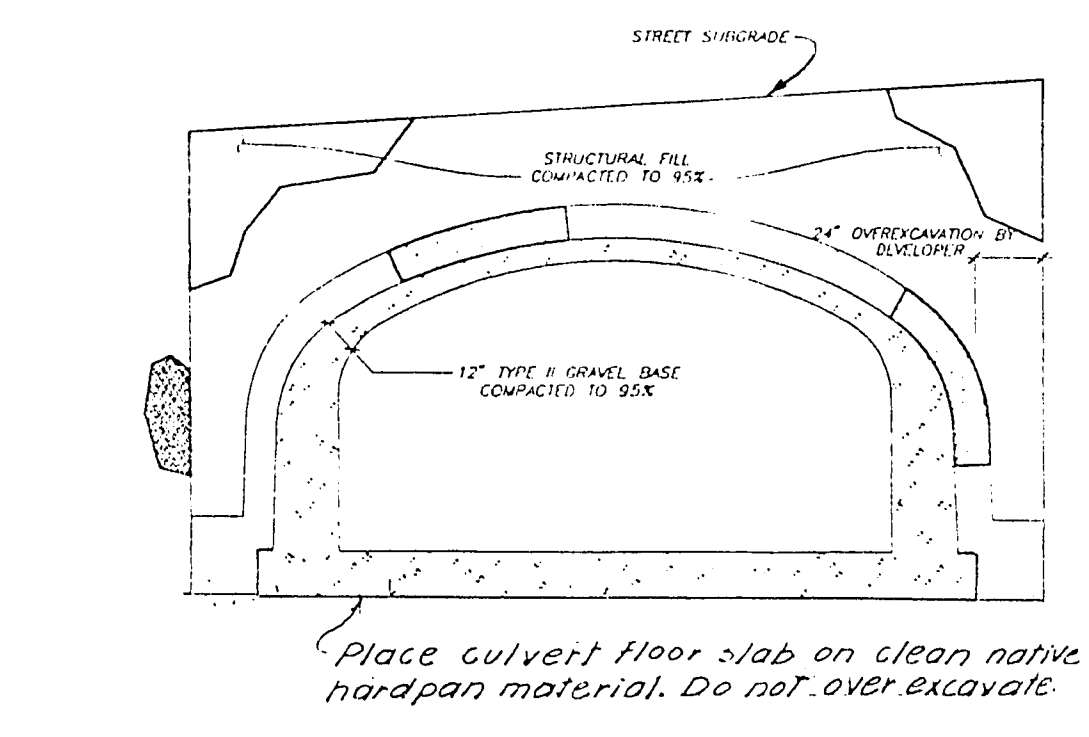 STREET SUBGRADE
STRUCTURAL FILL
COMPACTED TO 95%.
24" OVEREXCAVATION BY
DEVELOPER
12" TYPE II GRAVEL BASE
COMPACTED TO 95%
Place culvert floor slab on clean native
hardpan material. Do not over excavate.